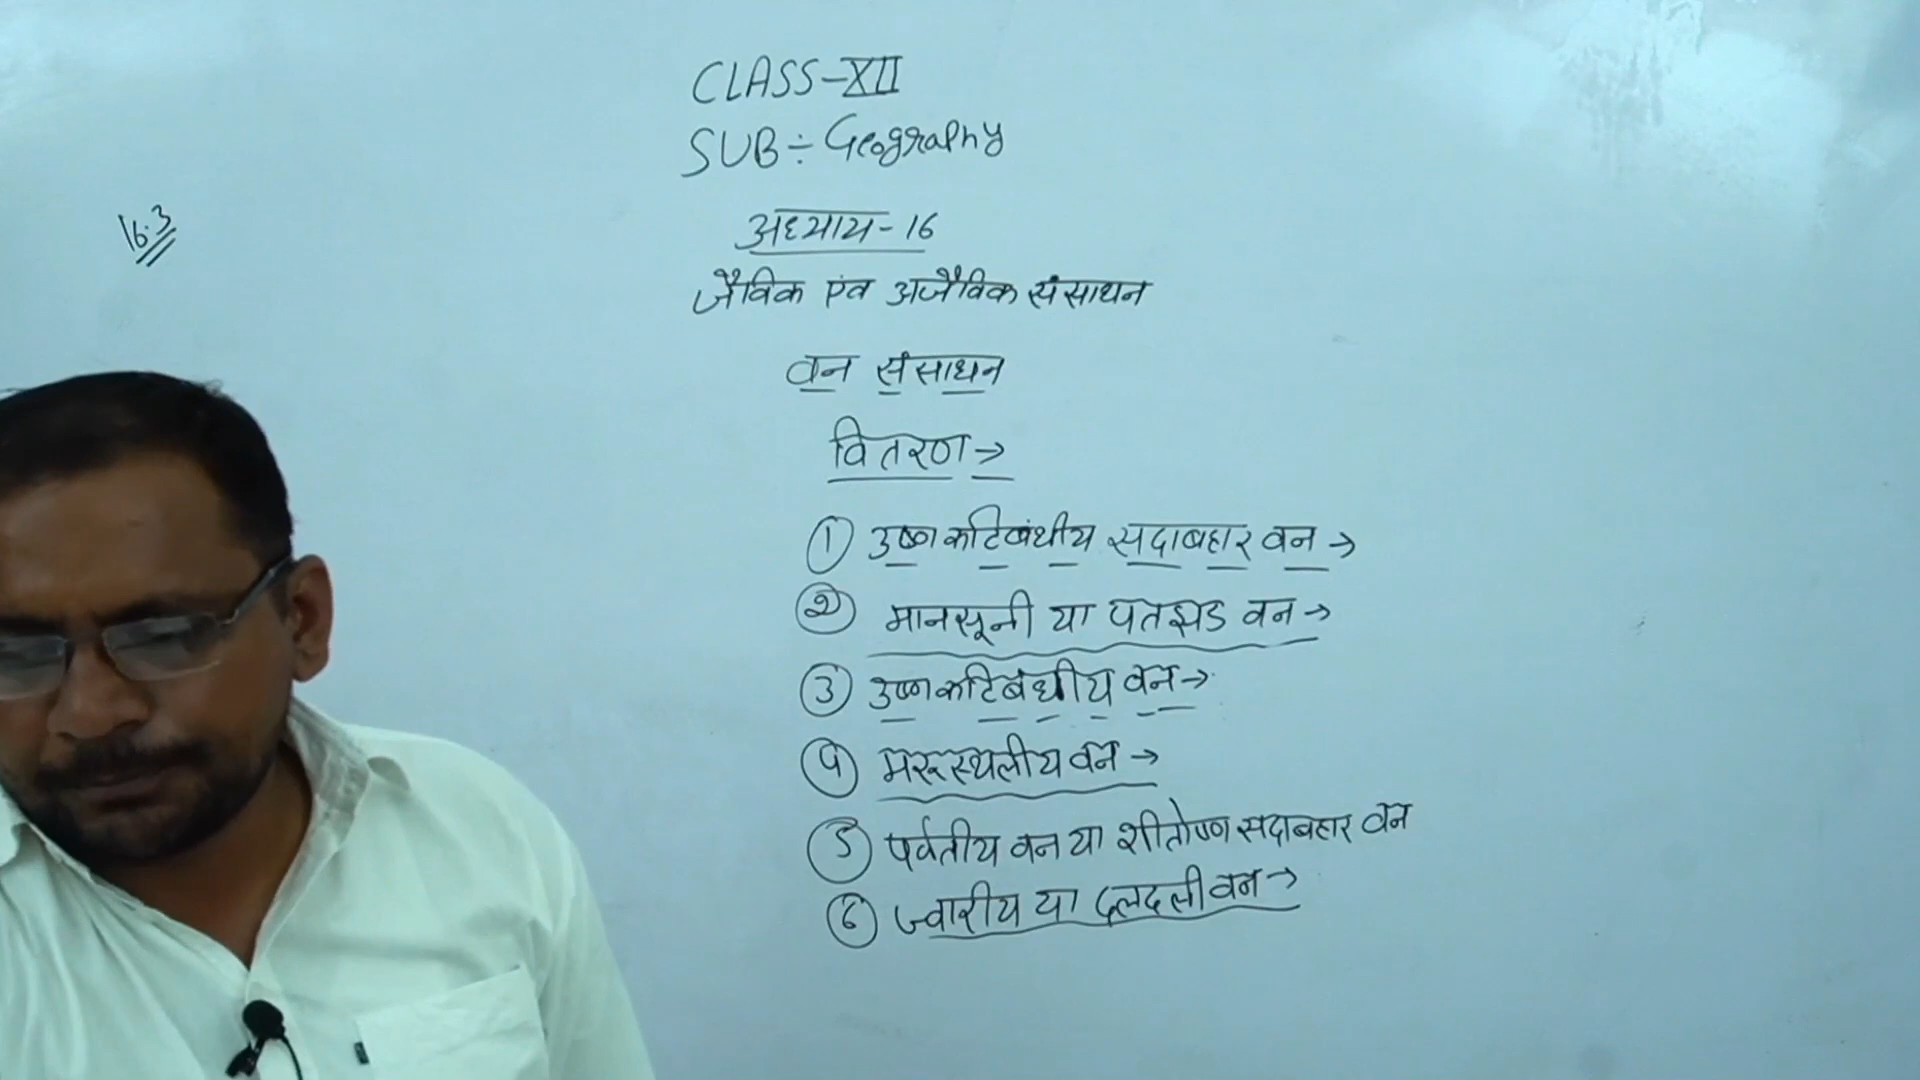 CLASS-XII
SUB÷Geography
16.3
अध्याय-16
जैविक एंव अजैविक संसाधन
वन संसाधन
वितरण→
① उष्णकटिबंधीय सदाबहार वन→
② मानसूनी या पतझड वन→
③ उष्णकटिबंधीय वन→
④ मरूस्थलीय वन→
⑤ पर्वतीय वन या शीतोष्ण सदाबहार वन
⑥ ज्वारीय या दलदली वन→